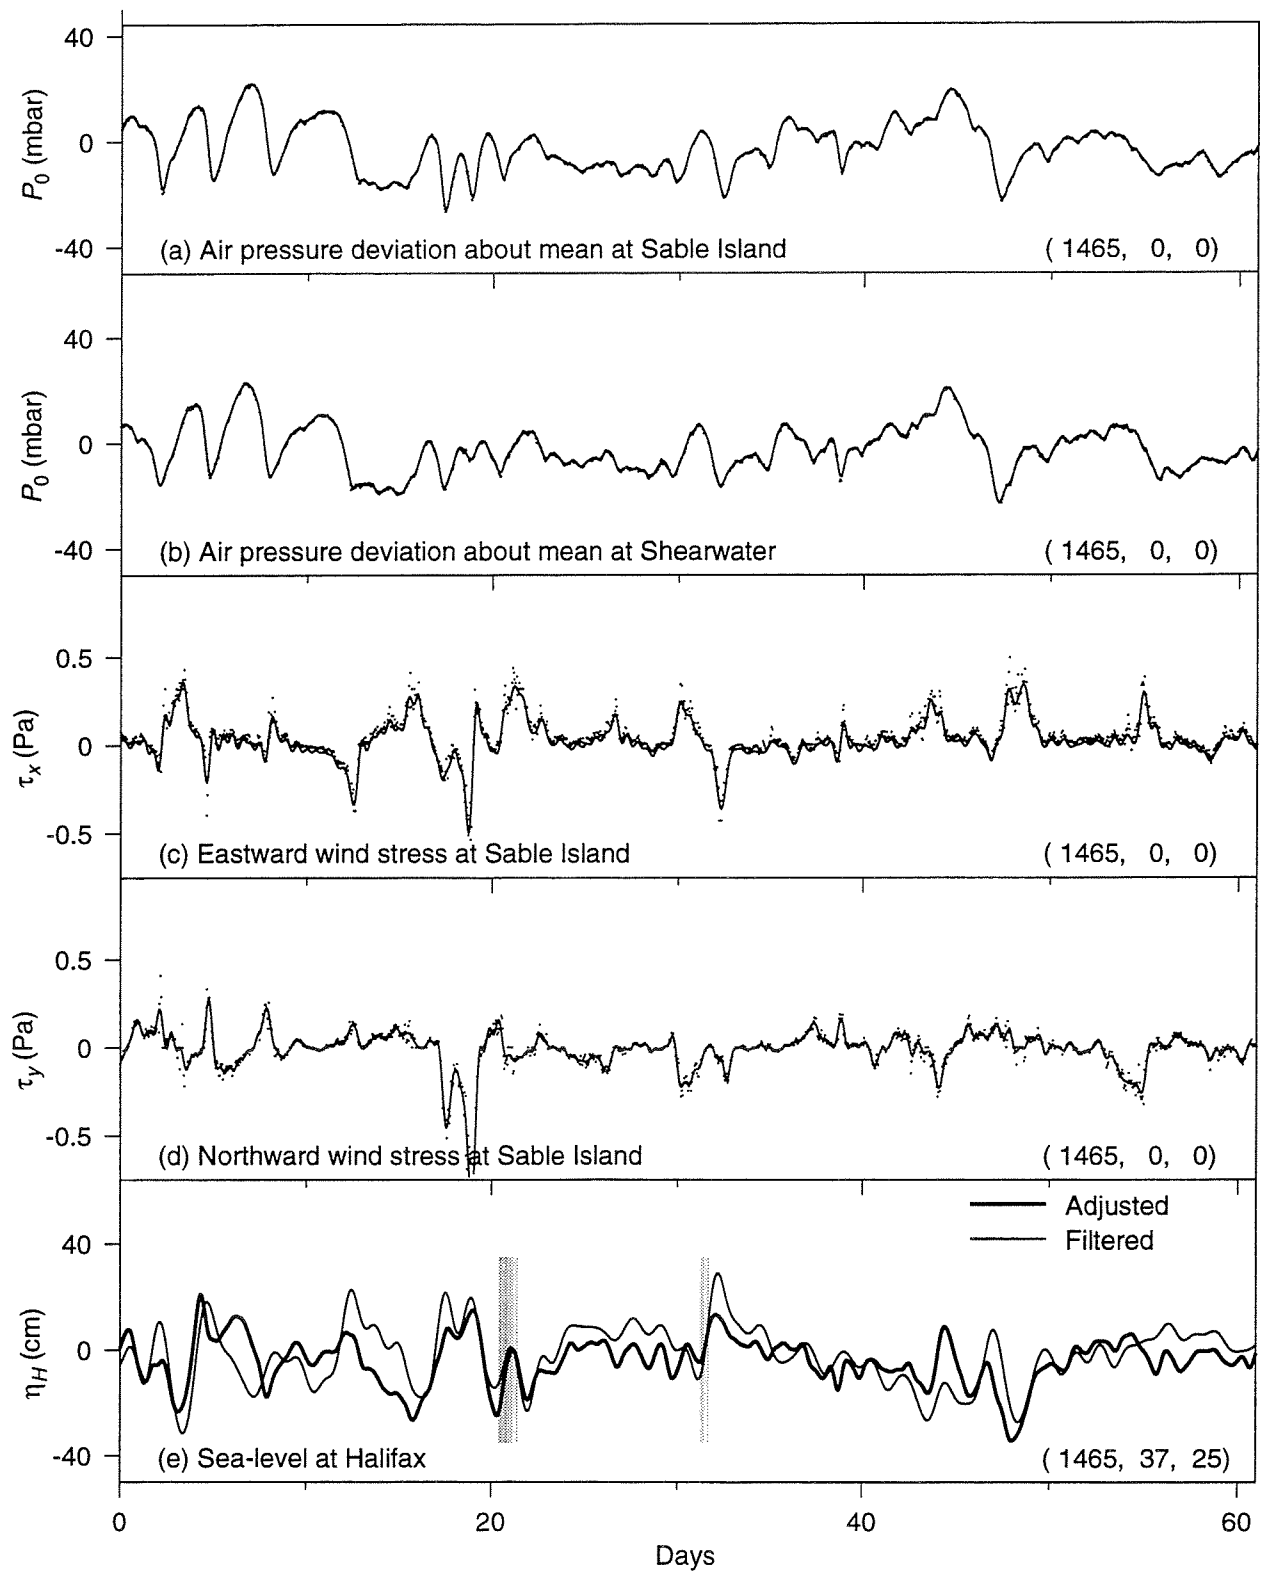 40
0
-40
P0 (mbar)
(a) Air pressure deviation about mean at Sable Island
( 1465, 0, 0)
40
0
-40
P0 (mbar)
(b) Air pressure deviation about mean at Shearwater
( 1465, 0, 0)
0.5
0
-0.5
τx (Pa)
(c) Eastward wind stress at Sable Island
( 1465, 0, 0)
0.5
0
-0.5
τy (Pa)
(d) Northward wind stress at Sable Island
( 1465, 0, 0)
Adjusted
Filtered
40
0
-40
ηH (cm)
(e) Sea-level at Halifax
( 1465, 37, 25)
0 20 40 60
Days